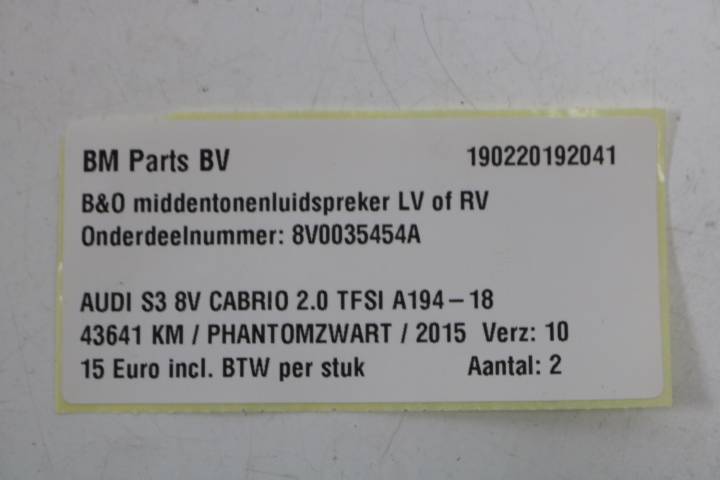 BM Parts BV 190220192041
B&O middentonenluidspreker LV of RV
Onderdeelnummer: 8V0035454A
AUDI S3 8V CABRIO 2.0 TFSI A194-18
43641 KM / PHANTOMZWART / 2015 Verz: 10
15 Euro incl. BTW per stuk Aantal: 2